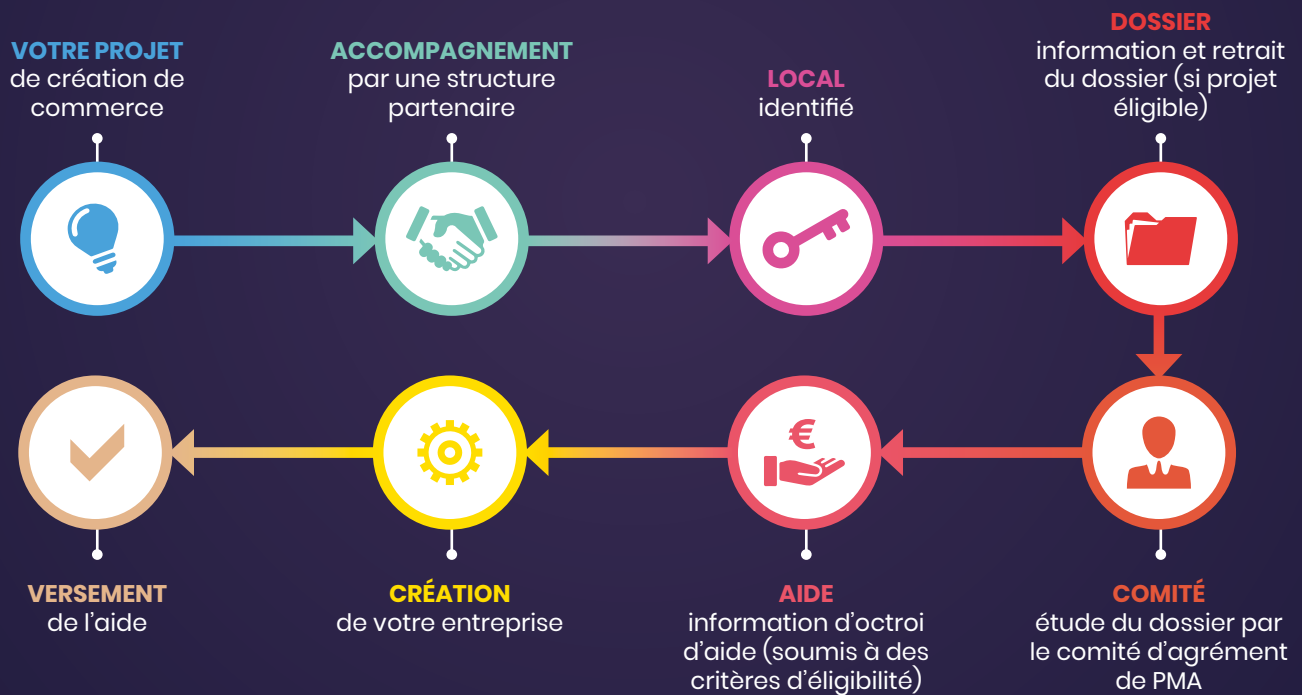 VOTRE PROJET
de création de
commerce
ACCOMPAGNEMENT
par une structure
partenaire
LOCAL
identifié
DOSSIER
information et retrait
du dossier (si projet
éligible)
€
VERSEMENT
de l’aide
CRÉATION
de votre entreprise
AIDE
information d’octroi
d’aide (soumis à des
critères d’éligibilité)
COMITÉ
étude du dossier par
le comité d’agrément
de PMA